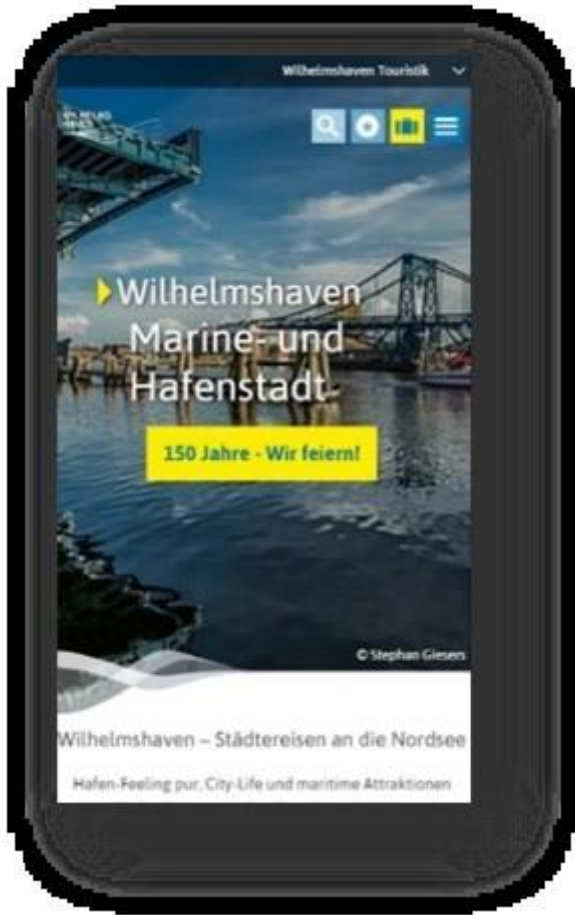 Wilhelmshaven Touristik
Wilhelmshaven
Marine- und
Hafenstadt
150 Jahre - Wir feiern!
© Stephan Giesers
Wilhelmshaven – Städtereisen an die Nordsee
Hafen-Feeling pur, City-Life und maritime Attraktionen